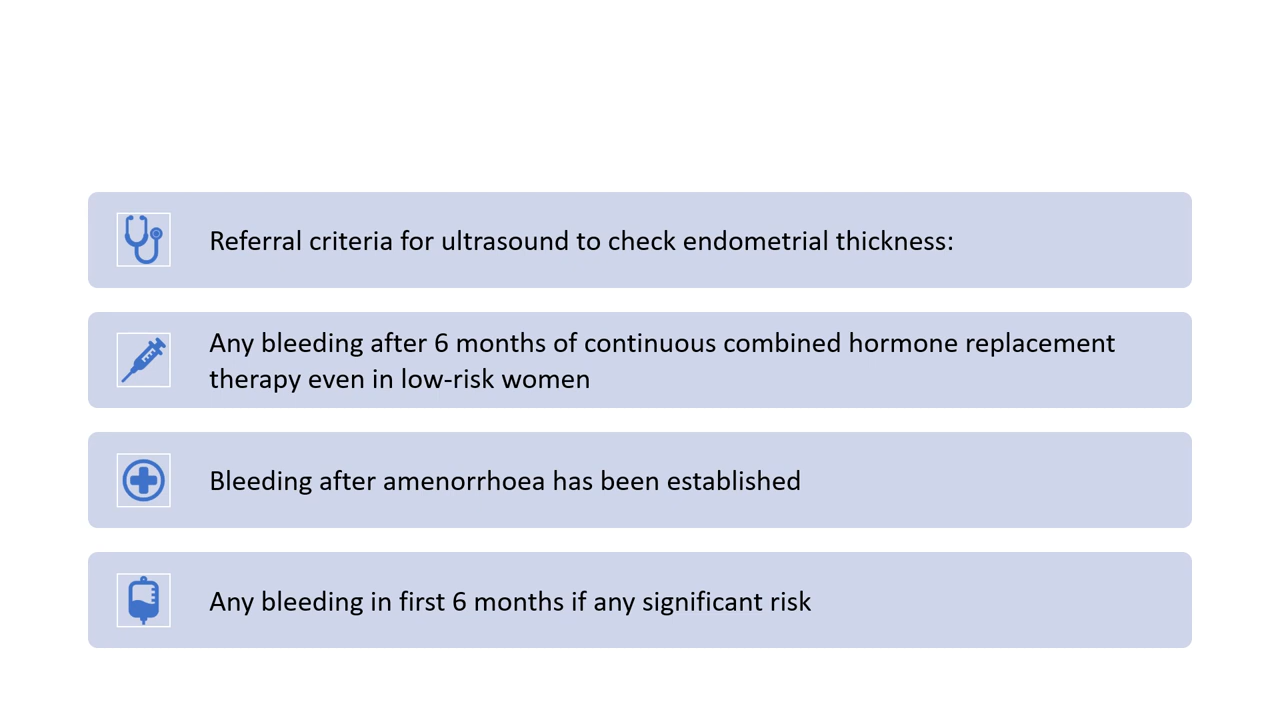 Referral criteria for ultrasound to check endometrial thickness:
Any bleeding after 6 months of continuous combined hormone replacement
therapy even in low-risk women
Bleeding after amenorrhoea has been established
Any bleeding in first 6 months if any significant risk